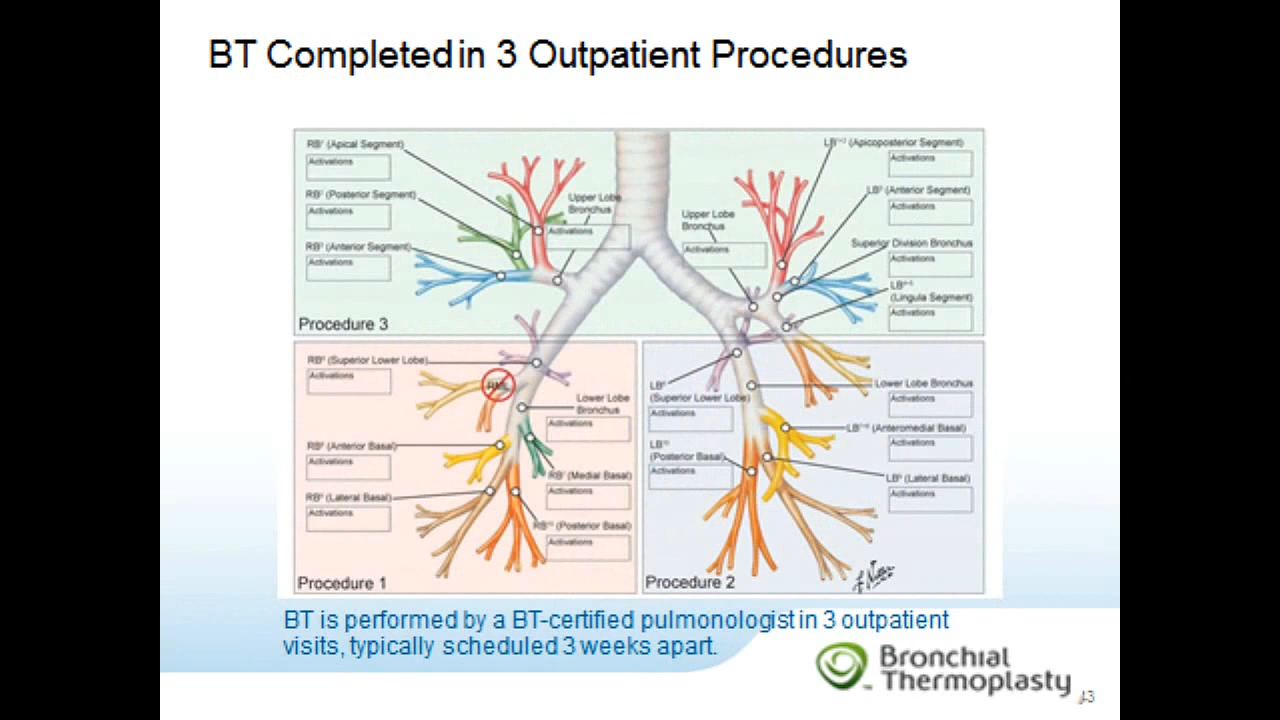 BT Completed in 3 Outpatient Procedures
RB¹ (Apical Segment)
Activations
RB² (Posterior Segment)
Activations
RB³ (Anterior Segment)
Activations
Upper Lobe
Bronchus
Activations
Procedure 3
Upper Lobe
Bronchus
Activations
LB¹⁺² (Apicoposterior Segment)
Activations
LB³ (Anterior Segment)
Activations
Superior Division Bronchus
Activations
LB⁴⁻⁵
(Lingula Segment)
Activations
RB⁶ (Superior Lower Lobe)
Activations
RML
Lower Lobe
Bronchus
Activations
RB⁸ (Anterior Basal)
Activations
RB⁷ (Medial Basal)
Activations
RB⁹ (Lateral Basal)
Activations
RB¹⁰ (Posterior Basal)
Activations
Procedure 1
LB⁶
(Superior Lower Lobe)
Activations
LB¹⁰
(Posterior Basal)
Activations
Lower Lobe Bronchus
Activations
LB⁷⁺⁸ (Anteromedial Basal)
Activations
LB⁹ (Lateral Basal)
Activations
Procedure 2
BT is performed by a BT-certified pulmonologist in 3 outpatient
visits, typically scheduled 3 weeks apart.
Bronchial
Thermoplasty